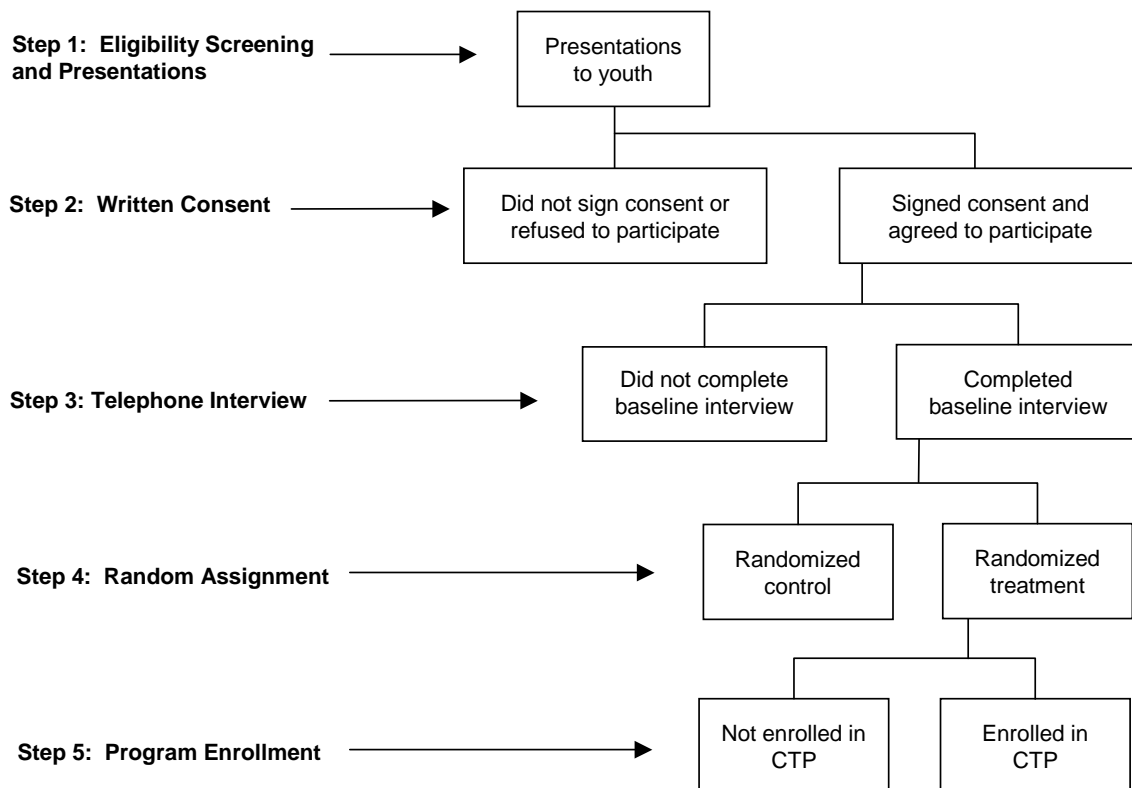 Step 1:  Eligibility Screening
and Presentations
Presentations
to youth
Step 2:  Written Consent
Did not sign consent or
refused to participate
Signed consent and
agreed to participate
Step 3: Telephone Interview
Did not complete
baseline interview
Completed
baseline interview
Step 4:  Random Assignment
Randomized
control
Randomized
treatment
Step 5:  Program Enrollment
Not enrolled in
CTP
Enrolled in
CTP